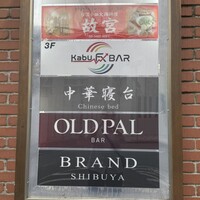 故宮
3F
Kabu FX BAR
中華寝台
Chinese bed
OLD PAL
BAR
BRAND
SHIBUYA